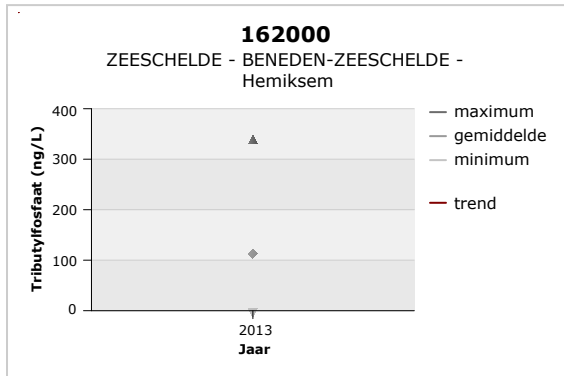 162000
ZEESCHELDE - BENEDEN-ZEESCHELDE -
Hemiksem
Tributylfosfaat (ng/L)
400
300
200
100
0
2013
Jaar
maximum
gemiddelde
minimum
trend